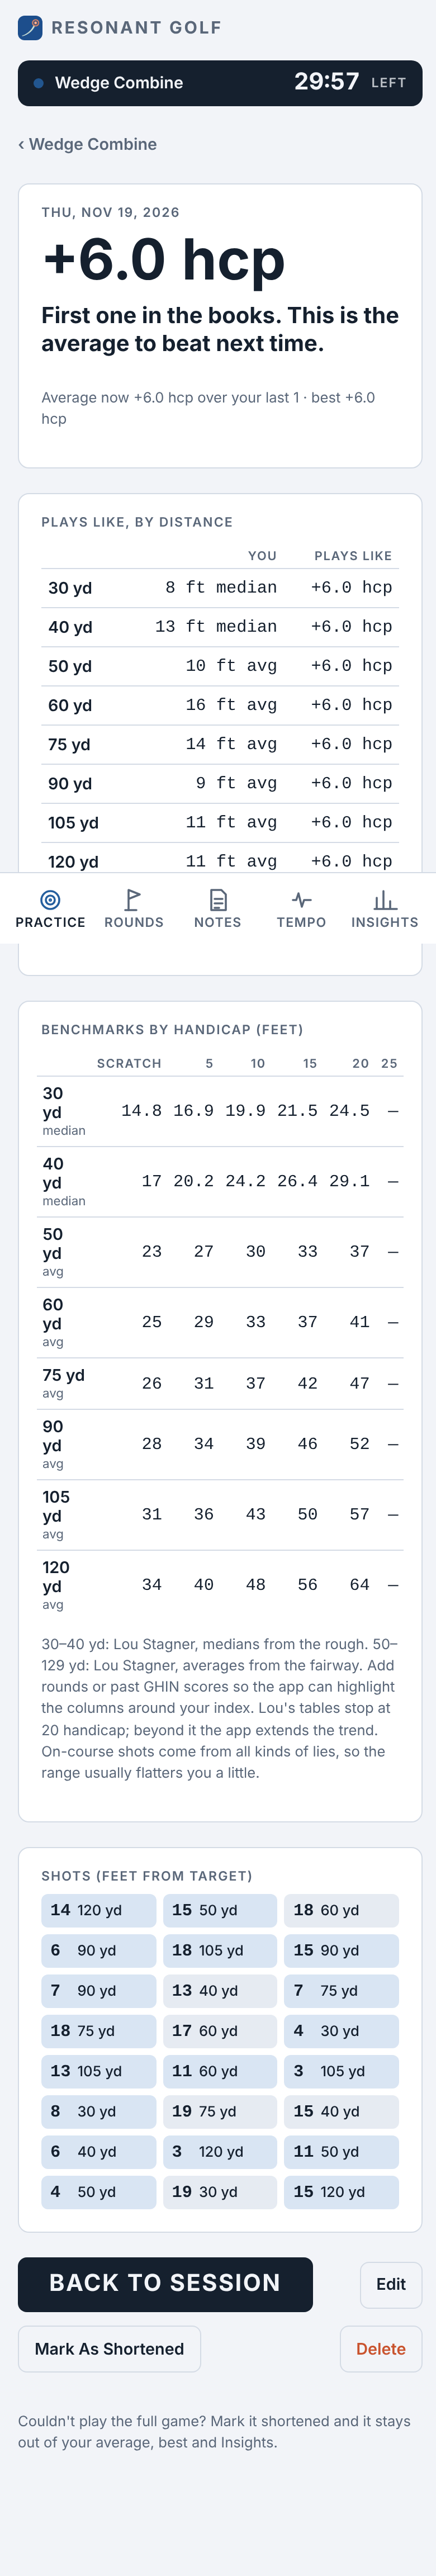 RESONANT GOLF
Wedge Combine 29:57 LEFT
‹ Wedge Combine
THU, NOV 19, 2026
+6.0 hcp
First one in the books. This is the
average to beat next time.
Average now +6.0 hcp over your last 1 · best +6.0
hcp
PLAYS LIKE, BY DISTANCE
YOU PLAYS LIKE
30 yd 8 ft median +6.0 hcp
40 yd 13 ft median +6.0 hcp
50 yd 10 ft avg +6.0 hcp
60 yd 16 ft avg +6.0 hcp
75 yd 14 ft avg +6.0 hcp
90 yd 9 ft avg +6.0 hcp
105 yd 11 ft avg +6.0 hcp
120 yd 11 ft avg +6.0 hcp
PRACTICE ROUNDS NOTES TEMPO INSIGHTS
BENCHMARKS BY HANDICAP (FEET)
SCRATCH 5 10 15 20 25
30
yd 14.8 16.9 19.9 21.5 24.5 –
median
40
yd 17 20.2 24.2 26.4 29.1 –
median
50
yd 23 27 30 33 37 –
avg
60
yd 25 29 33 37 41 –
avg
75 yd 26 31 37 42 47 –
avg
90
yd 28 34 39 46 52 –
avg
105
yd 31 36 43 50 57 –
avg
120
yd 34 40 48 56 64 –
avg
30–40 yd: Lou Stagner, medians from the rough. 50–
129 yd: Lou Stagner, averages from the fairway. Add
rounds or past GHIN scores so the app can highlight
the columns around your index. Lou's tables stop at
20 handicap; beyond it the app extends the trend.
On-course shots come from all kinds of lies, so the
range usually flatters you a little.
SHOTS (FEET FROM TARGET)
14 120 yd 15 50 yd 18 60 yd
6 90 yd 18 105 yd 15 90 yd
7 90 yd 13 40 yd 7 75 yd
18 75 yd 17 60 yd 4 30 yd
13 105 yd 11 60 yd 3 105 yd
8 30 yd 19 75 yd 15 40 yd
6 40 yd 3 120 yd 11 50 yd
4 50 yd 19 30 yd 15 120 yd
BACK TO SESSION Edit
Mark As Shortened Delete
Couldn't play the full game? Mark it shortened and it stays
out of your average, best and Insights.